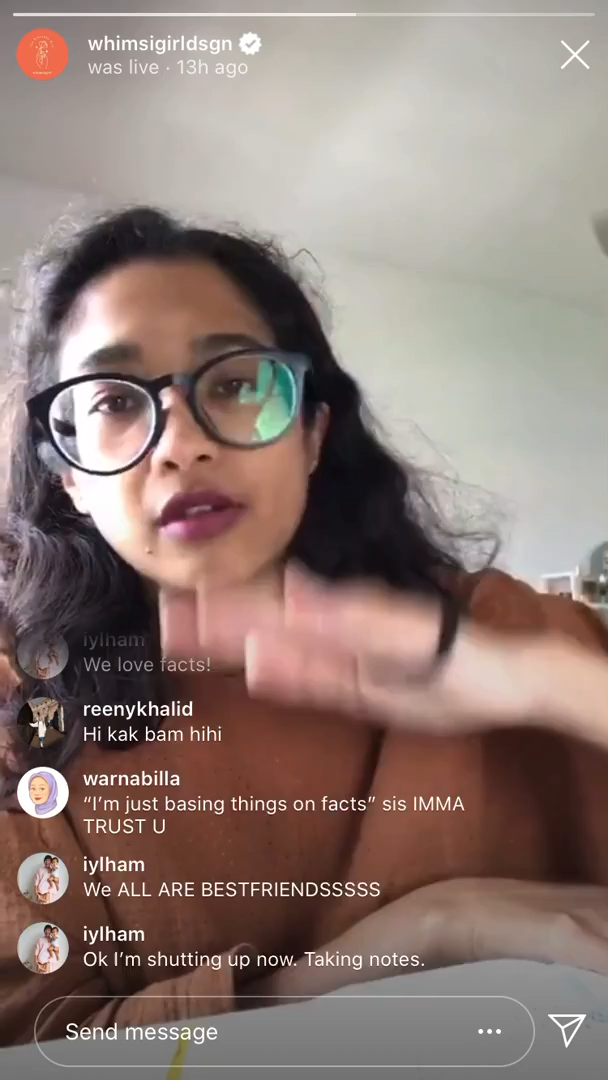 whimsigirldsgn
was live · 13h ago
iylham
We love facts!
reenykhalid
Hi kak bam hihi
warnabilla
“I’m just basing things on facts” sis IMMA
TRUST U
iylham
We ALL ARE BESTFRIENDSSSSS
iylham
Ok I’m shutting up now. Taking notes.
Send message